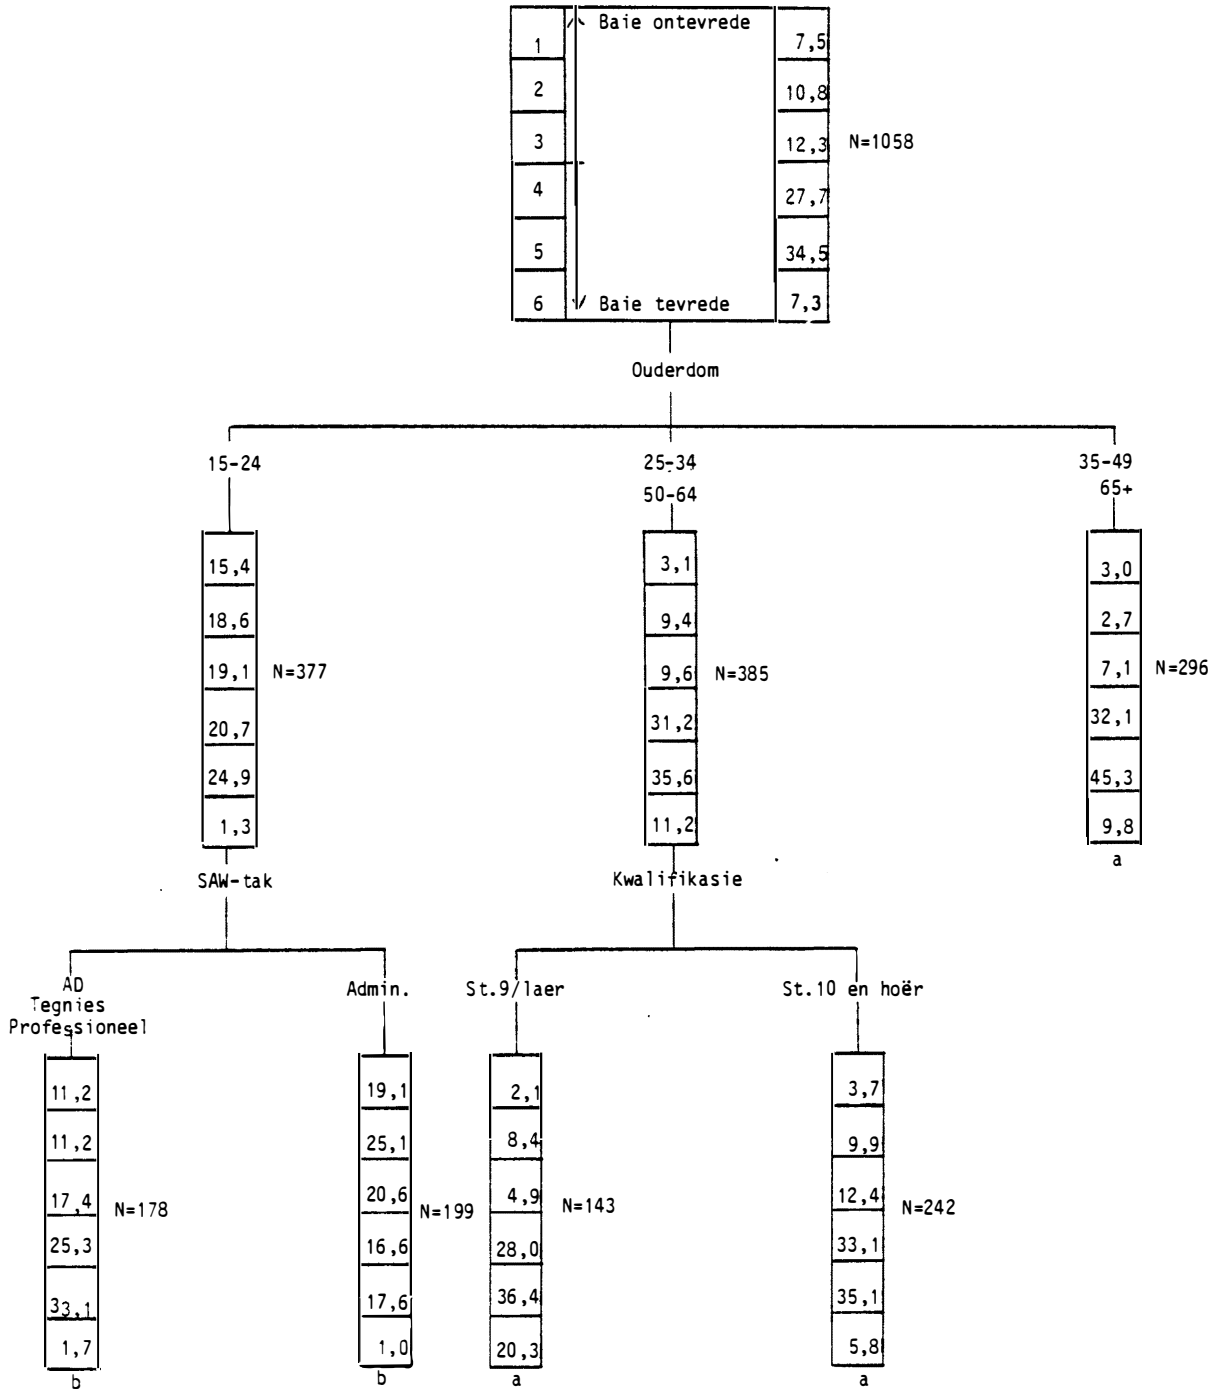 Baie ontevrede
1 7,5
2 10,8
3 12,3 N=1058
4 27,7
5 34,5
6 Baie tevrede 7,3
Ouderdom
15-24 25-34 35-49
50-64 65+
15,4 3,1 3,0
18,6 9,4 2,7
19,1 N=377 9,6 N=385 7,1 N=296
20,7 31,2 32,1
24,9 35,6 45,3
1,3 11,2 9,8
a
SAW-tak Kwalifikasie
AD Admin. St.9/laer St.10 en hoër
Tegnies
Professioneel
11,2 19,1 2,1 3,7
11,2 25,1 8,4 9,9
17,4 N=178 20,6 N=199 4,9 N=143 12,4 N=242
25,3 16,6 28,0 33,1
33,1 17,6 36,4 35,1
1,7 1,0 20,3 5,8
b b a a